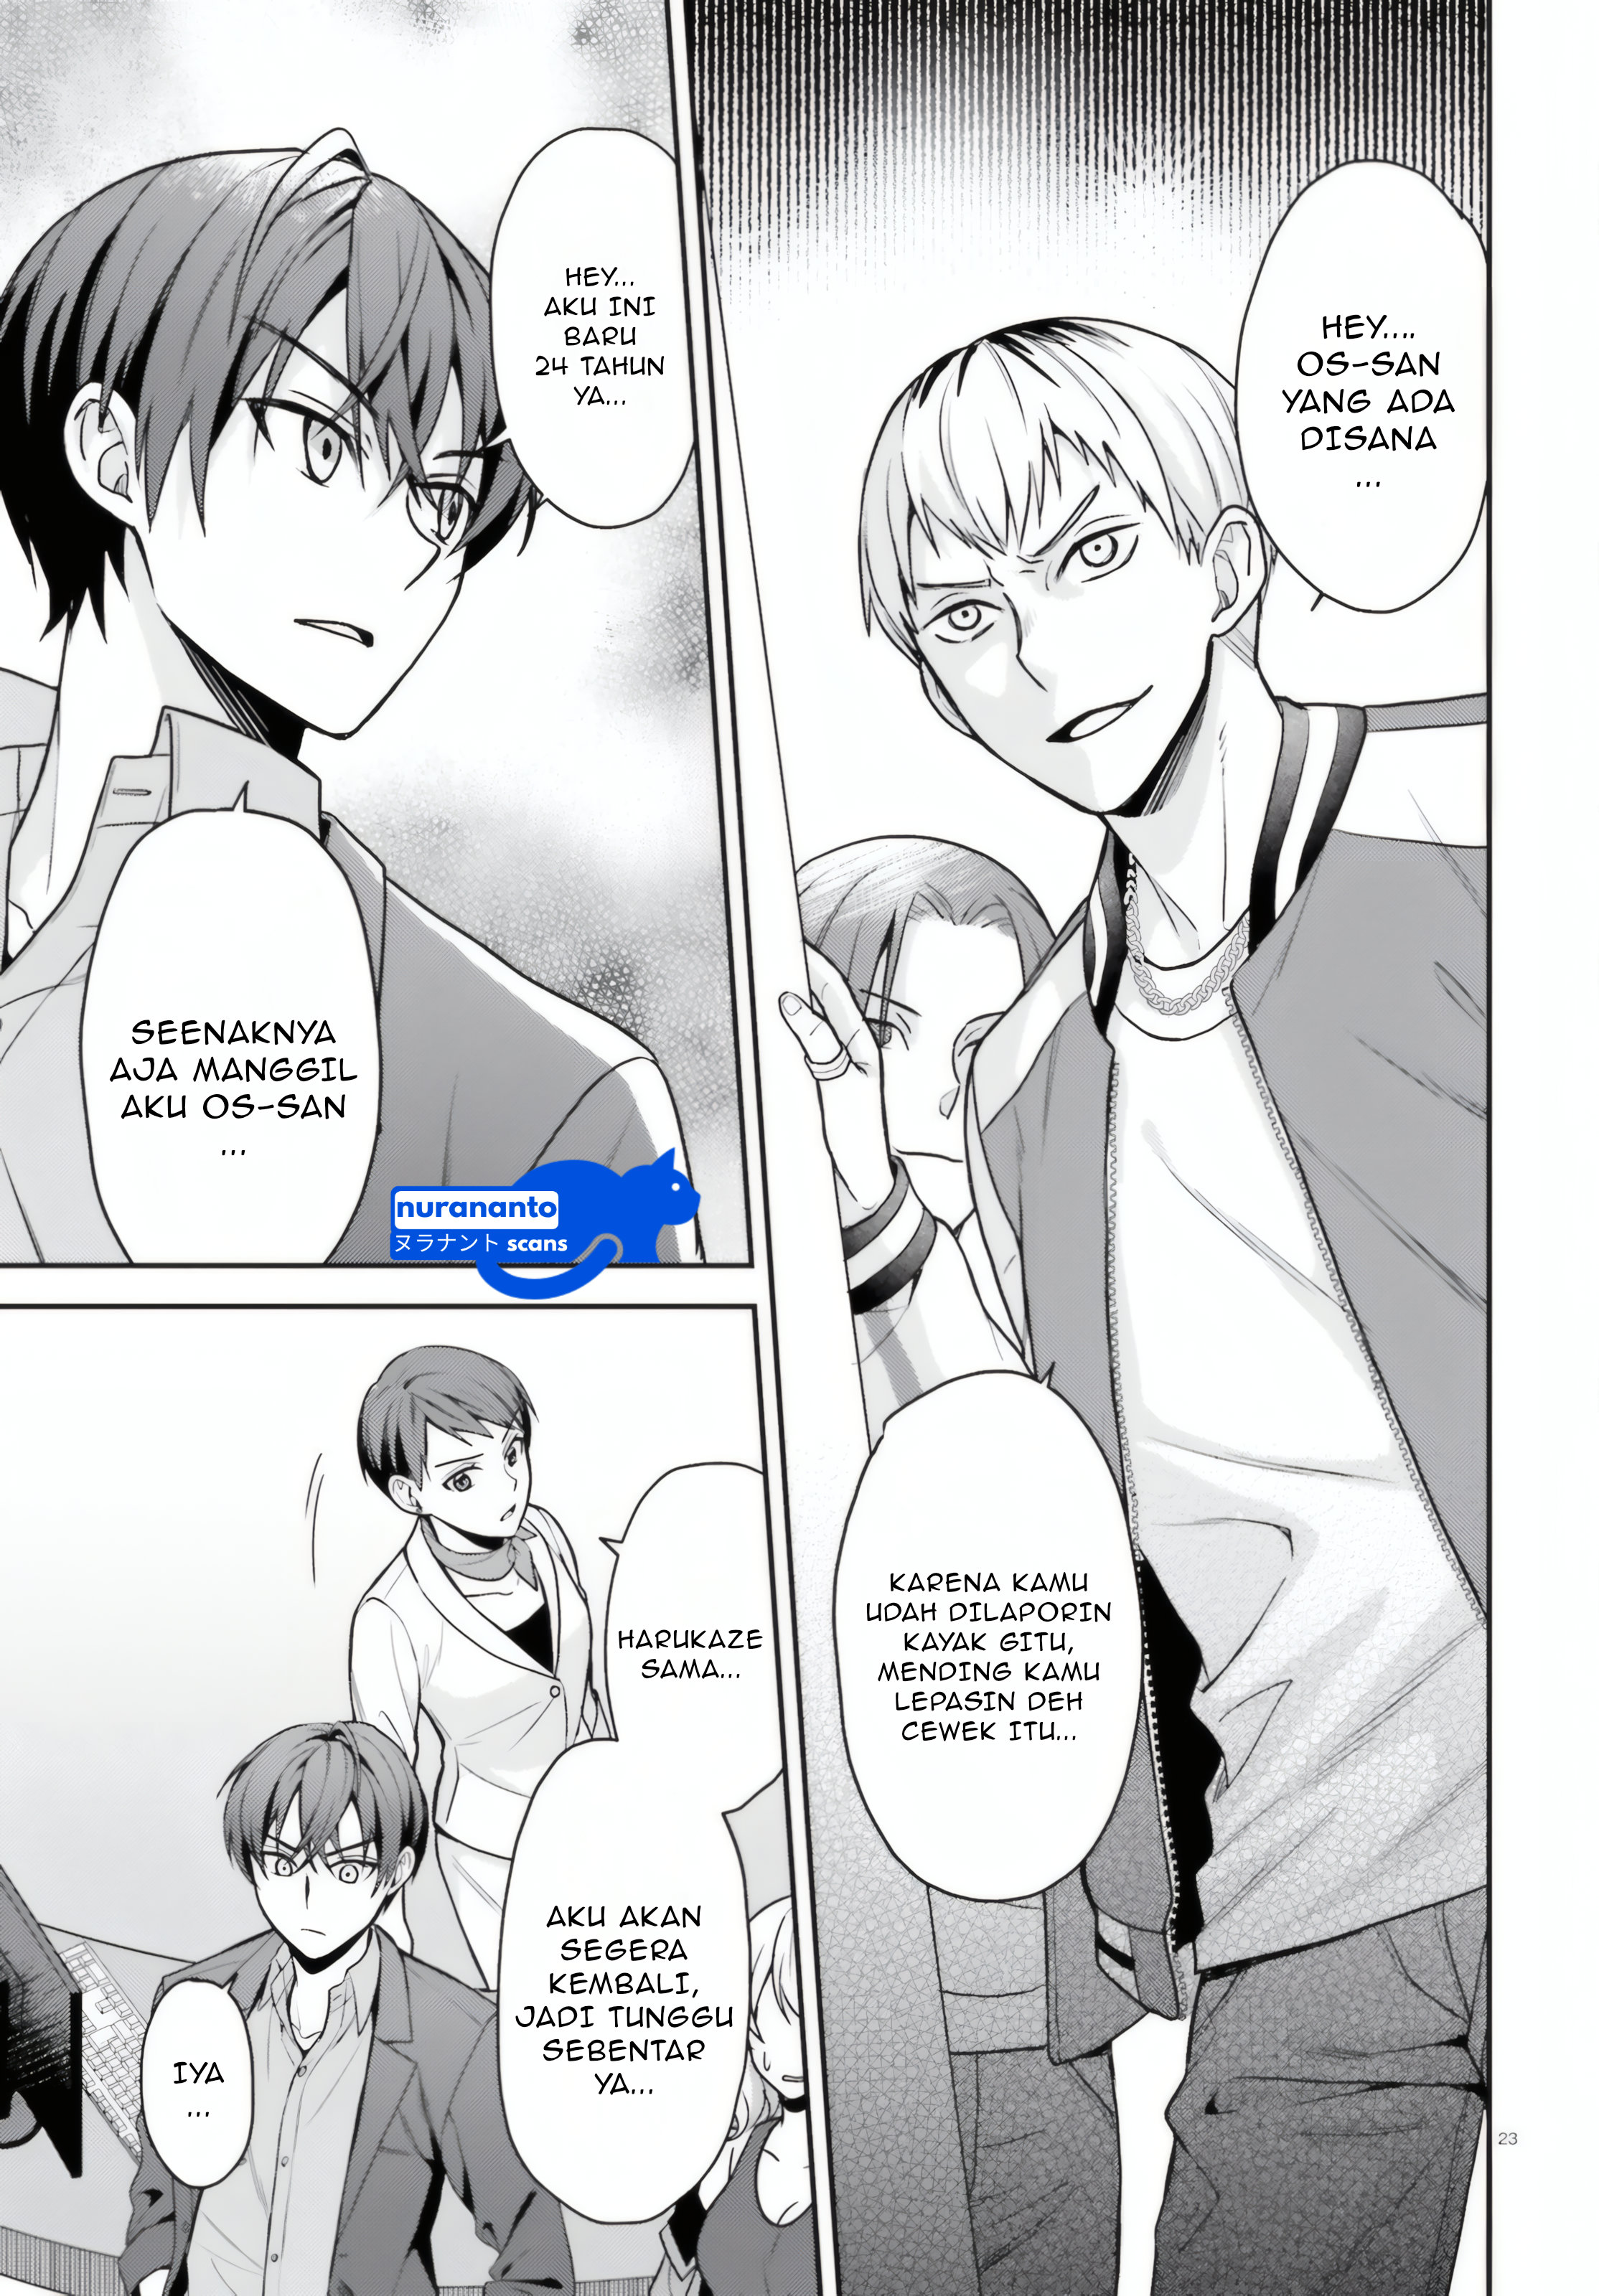 HEY....
OS-SAN
YANG ADA
DISANA
...
KARENA KAMU
UDAH DILAPORIN
KAYAK GITU,
MENDING KAMU
LEPASIN DEH
CEWEK ITU...
HEY...
AKU INI
BARU
24 TAHUN
YA...
SEENAKNYA
AJA MANGGIL
AKU OS-SAN
...
nurananto
ヌラナント scans
HARUKAZE
SAMA...
AKU AKAN
SEGERA
KEMBALI,
JADI TUNGGU
SEBENTAR
YA...
IYA
...
23